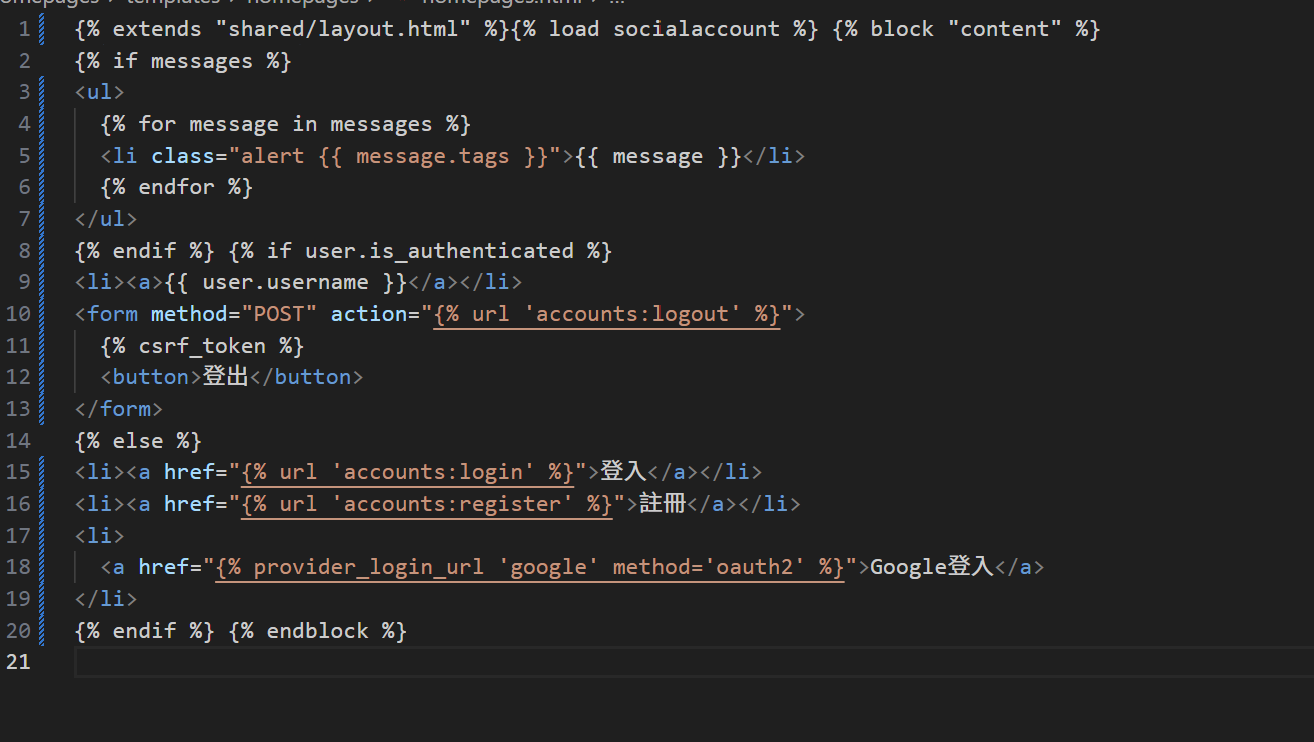 templates
homepages
homepages.html
...
1 {% extends "shared/layout.html" %}{% load socialaccount %} {% block "content" %}
2 {% if messages %}
3 <ul>
4 {% for message in messages %}
5 <li class="alert {{ message.tags }}">{{ message }}</li>
6 {% endfor %}
7 </ul>
8 {% endif %} {% if user.is_authenticated %}
9 <li><a>{{ user.username }}</a></li>
10 <form method="POST" action="{% url 'accounts:logout' %}">
11 {% csrf_token %}
12 <button>登出</button>
13 </form>
14 {% else %}
15 <li><a href="{% url 'accounts:login' %}">登入</a></li>
16 <li><a href="{% url 'accounts:register' %}">註冊</a></li>
17 <li>
18 <a href="{% provider_login_url 'google' method='oauth2' %}">Google登入</a>
19 </li>
20 {% endif %} {% endblock %}
21